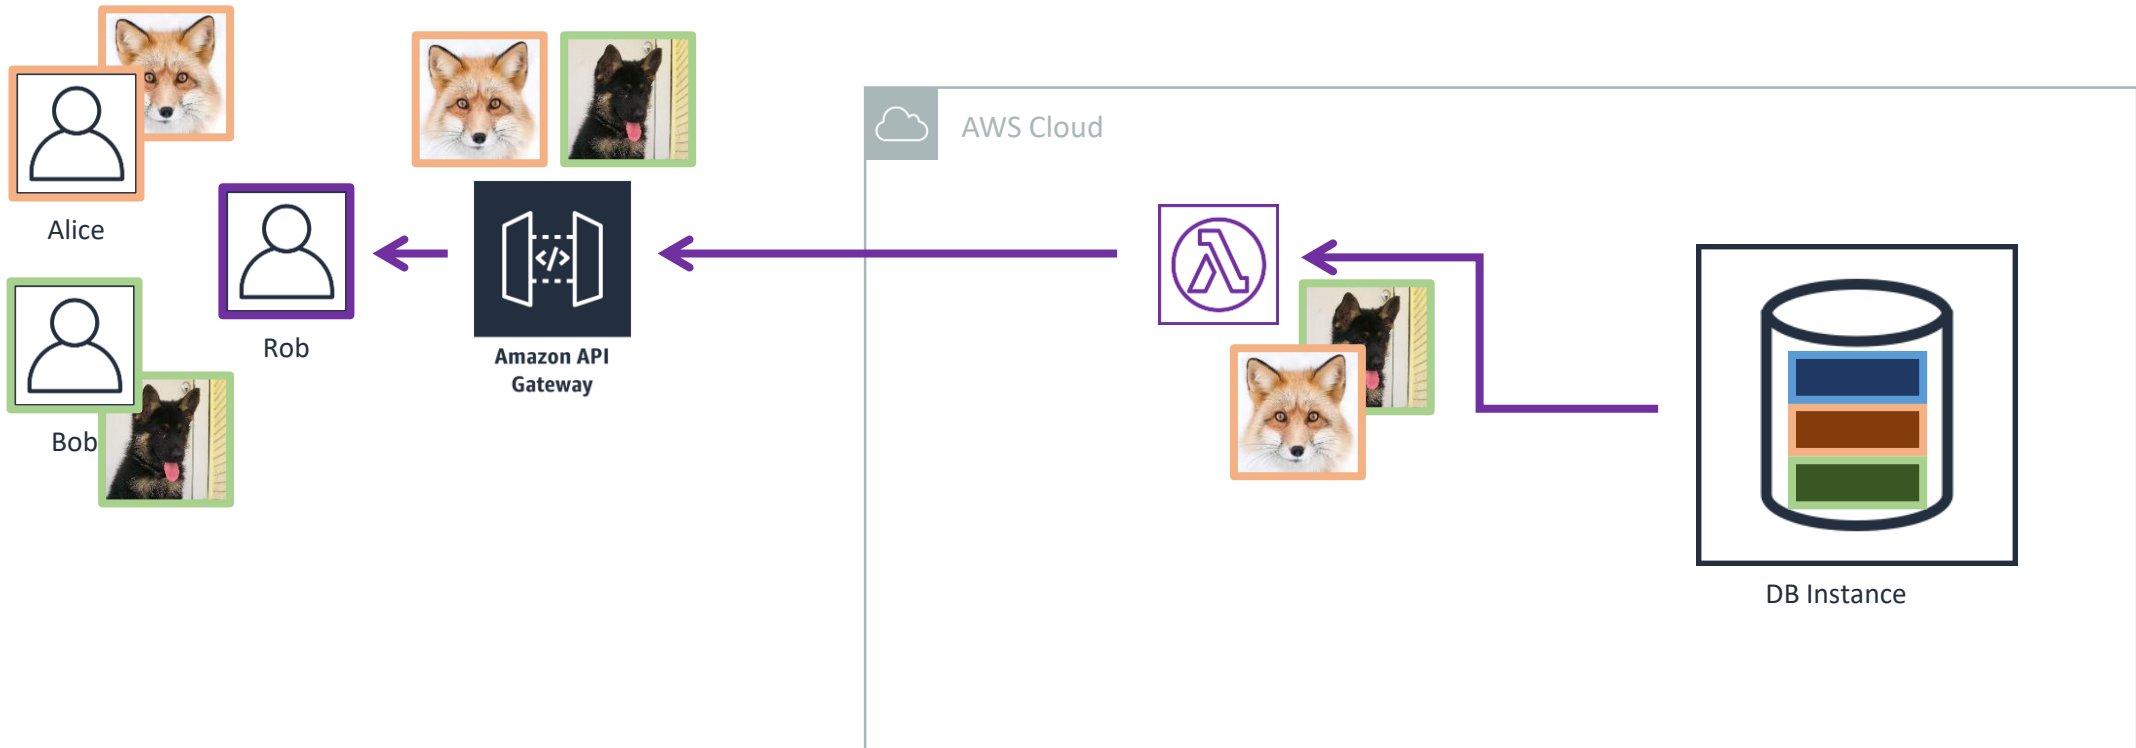 AWS Cloud
Alice
Rob
</>
Amazon API
Gateway
Bob
DB Instance